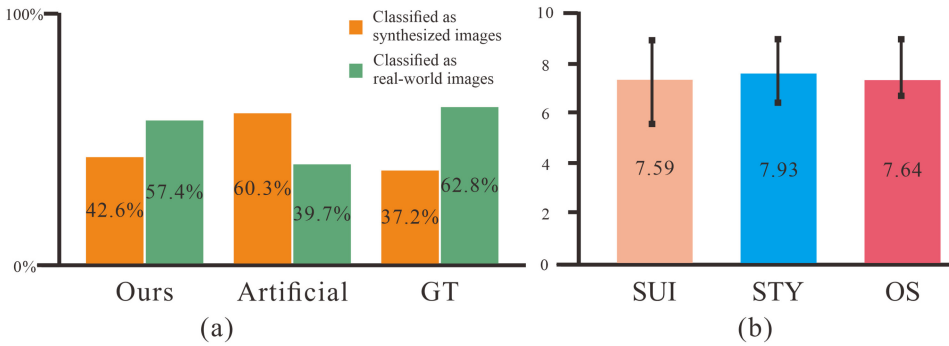 100%
Classified as
synthesized images
Classified as
real-world images
42.6%
57.4%
60.3%
39.7%
37.2%
62.8%
0%
Ours
Artificial
GT
(a)
10
8
6
4
2
0
7.59
7.93
7.64
SUI
STY
OS
(b)